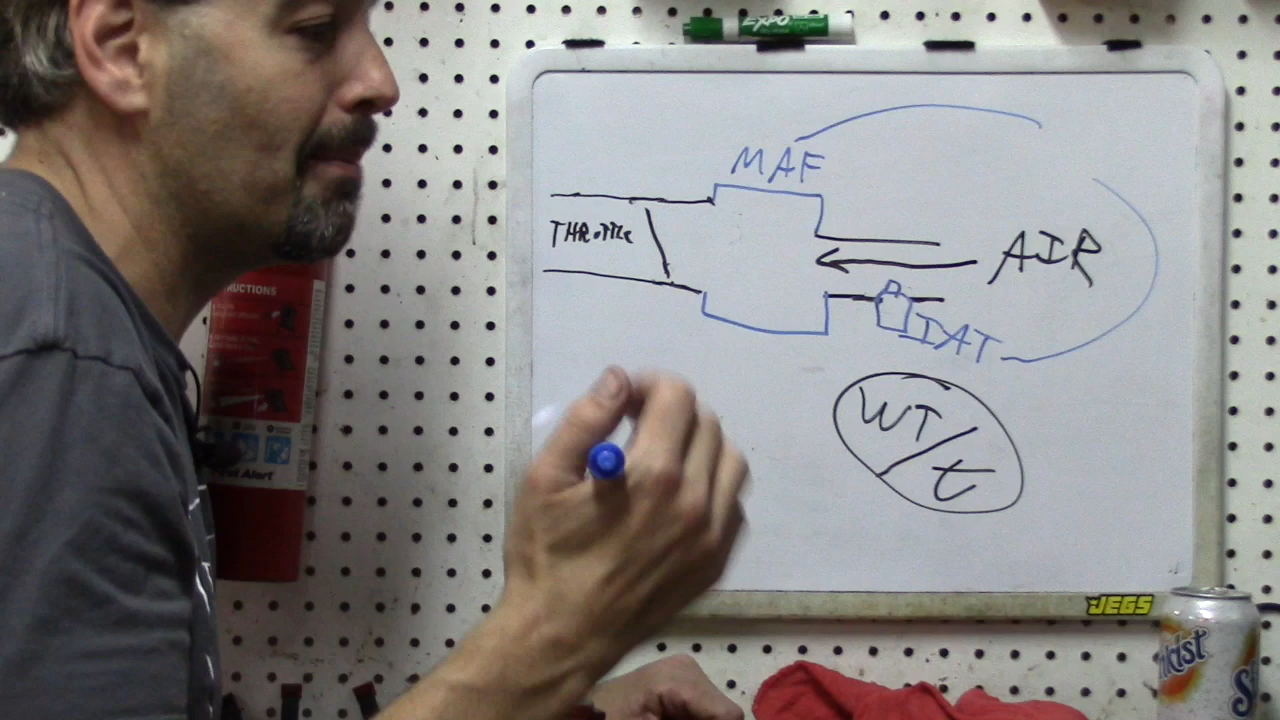 EXPO
MAF
THROTTLE
AIR
IAT
WT/t
INSTRUCTIONS
First Alert
JEGS